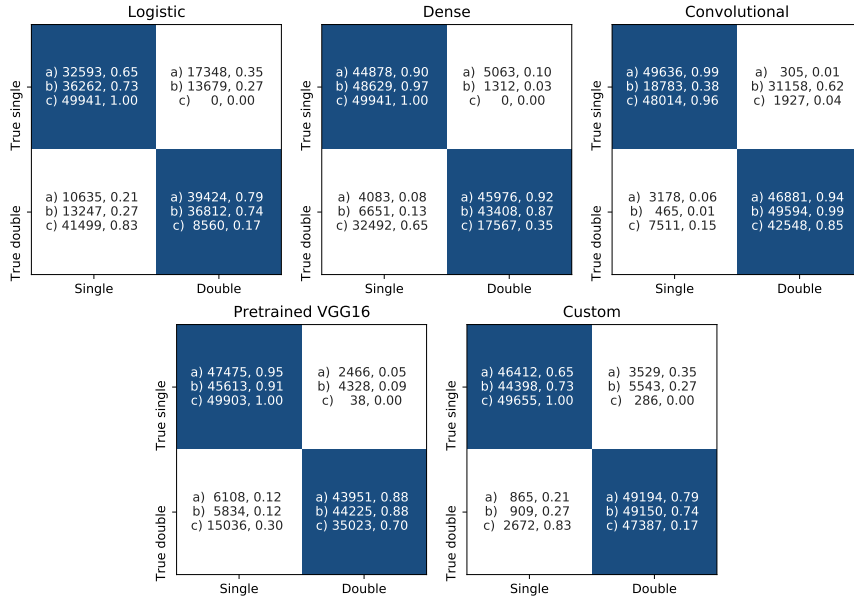 Logistic
True single
a) 32593, 0.65
b) 36262, 0.73
c) 49941, 1.00
a) 17348, 0.35
b) 13679, 0.27
c) 0, 0.00
True double
a) 10635, 0.21
b) 13247, 0.27
c) 41499, 0.83
a) 39424, 0.79
b) 36812, 0.74
c) 8560, 0.17
Single
Double
Dense
True single
a) 44878, 0.90
b) 48629, 0.97
c) 49941, 1.00
a) 5063, 0.10
b) 1312, 0.03
c) 0, 0.00
True double
a) 4083, 0.08
b) 6651, 0.13
c) 32492, 0.65
a) 45976, 0.92
b) 43408, 0.87
c) 17567, 0.35
Single
Double
Convolutional
True single
a) 49636, 0.99
b) 18783, 0.38
c) 48014, 0.96
a) 305, 0.01
b) 31158, 0.62
c) 1927, 0.04
True double
a) 3178, 0.06
b) 465, 0.01
c) 7511, 0.15
a) 46881, 0.94
b) 49594, 0.99
c) 42548, 0.85
Single
Double
Pretrained VGG16
True single
a) 47475, 0.95
b) 45613, 0.91
c) 49903, 1.00
a) 2466, 0.05
b) 4328, 0.09
c) 38, 0.00
True double
a) 6108, 0.12
b) 5834, 0.12
c) 15036, 0.30
a) 43951, 0.88
b) 44225, 0.88
c) 35023, 0.70
Single
Double
Custom
True single
a) 46412, 0.65
b) 44398, 0.73
c) 49655, 1.00
a) 3529, 0.35
b) 5543, 0.27
c) 286, 0.00
True double
a) 865, 0.21
b) 909, 0.27
c) 2672, 0.83
a) 49194, 0.79
b) 49150, 0.74
c) 47387, 0.17
Single
Double